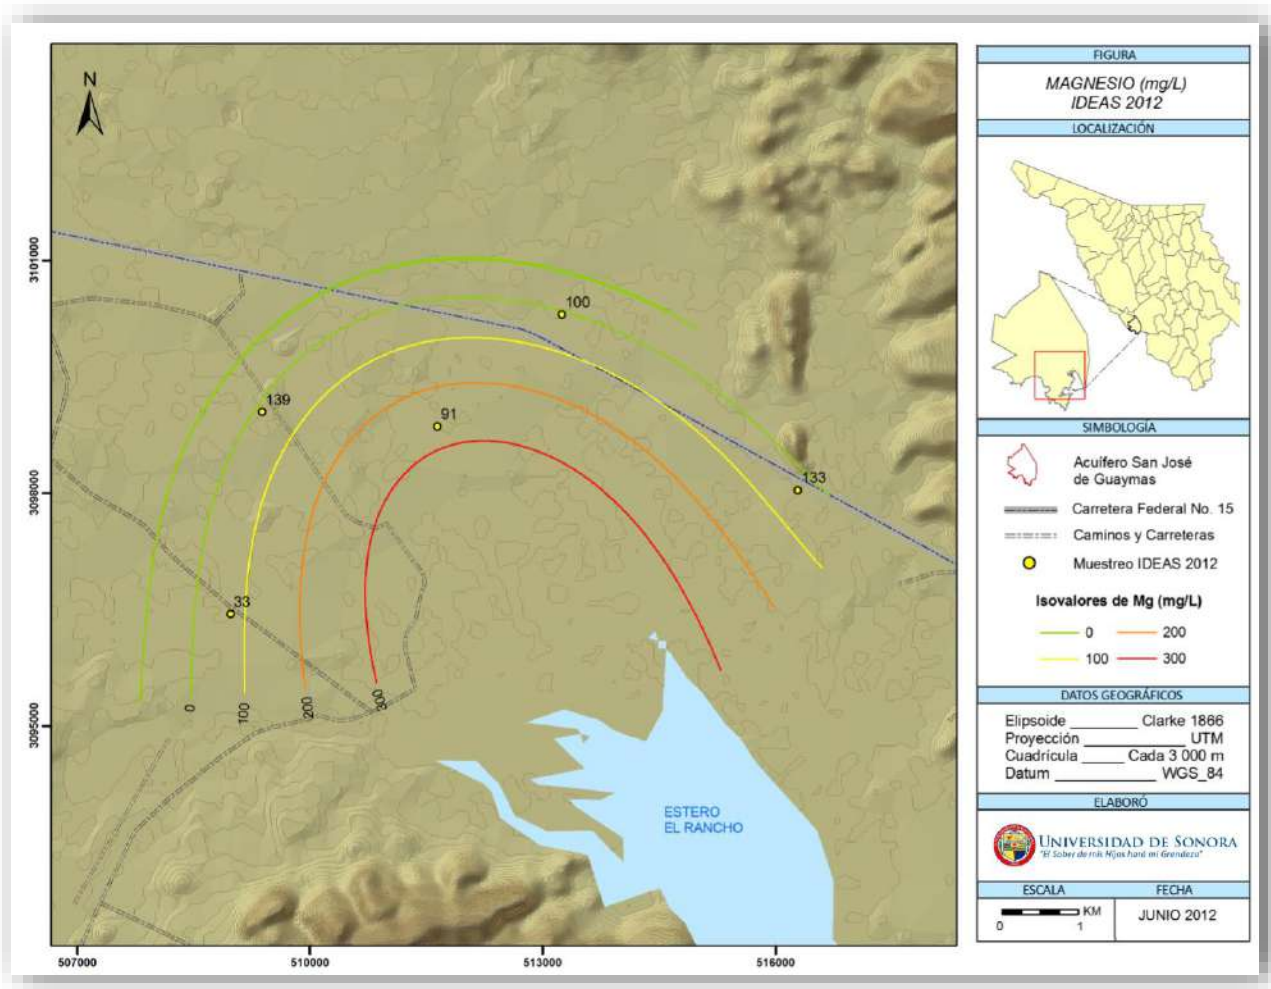 N
3101000
3098000
3095000
507000
510000
513000
516000
100
139
91
133
33
0
100
200
300
ESTERO
EL RANCHO
FIGURA
MAGNESIO (mg/L)
IDEAS 2012
LOCALIZACIÓN
SIMBOLOGÍA
Acuífero San José
de Guaymas
Carretera Federal No. 15
Caminos y Carreteras
Muestreo IDEAS 2012
Isovalores de Mg (mg/L)
0 200
100 300
DATOS GEOGRÁFICOS
Elipsoide ________ Clarke 1866
Proyección ____________ UTM
Cuadrícula _____ Cada 3 000 m
Datum ____________ WGS_84
ELABORÓ
UNIVERSIDAD DE SONORA
"El Saber de mis Hijos hará mi Grandeza"
ESCALA FECHA
KM
0 1
JUNIO 2012